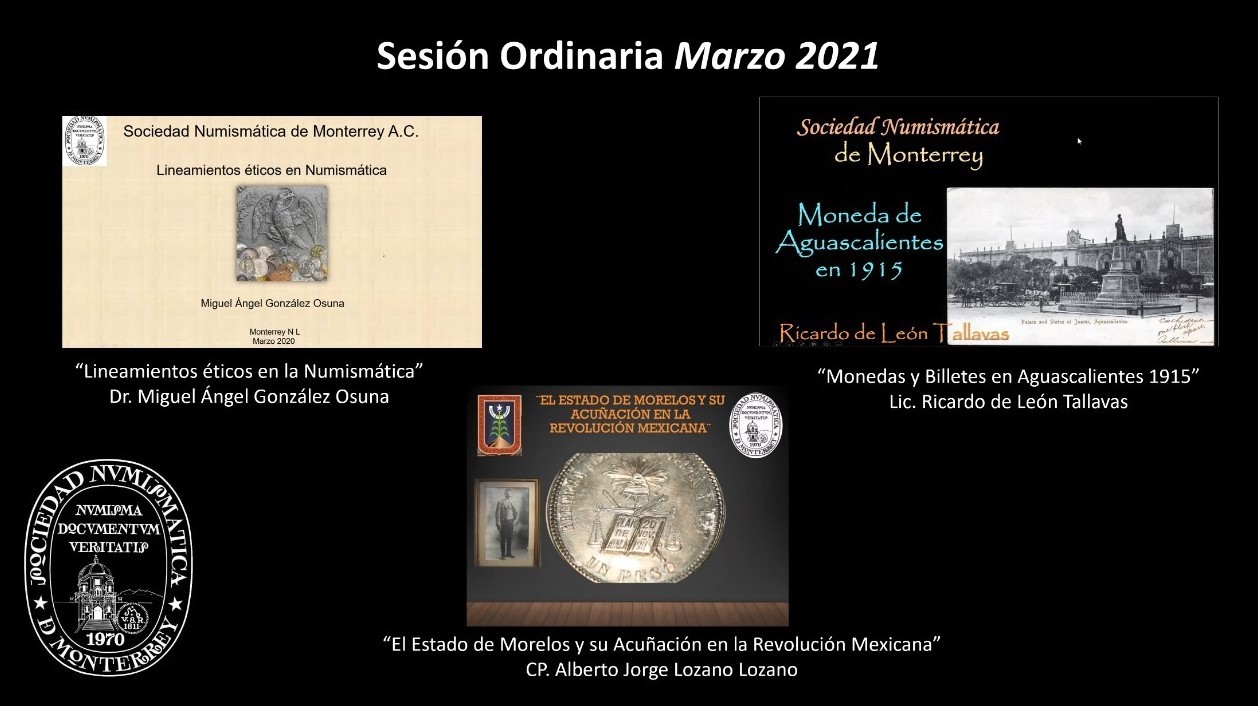 Sesión Ordinaria Marzo 2021
Sociedad Numismática de Monterrey A.C.
Lineamientos éticos en Numismática
Miguel Ángel González Osuna
Monterrey N L
Marzo 2020
“Lineamientos éticos en la Numismática”
Dr. Miguel Ángel González Osuna
Sociedad Numismática
de Monterrey
Moneda de
Aguascalientes
en 1915
Palace and Statue of Juarez, Aguascalientes.
Ricardo de León Tallavas
“Monedas y Billetes en Aguascalientes 1915”
Lic. Ricardo de León Tallavas
¨EL ESTADO DE MORELOS Y SU
ACUÑACIÓN EN LA
REVOLUCIÓN MEXICANA¨
PLAN
DE
20
NOV.
UN PESO
“El Estado de Morelos y su Acuñación en la Revolución Mexicana”
CP. Alberto Jorge Lozano Lozano
SOCIEDAD NVMISMATICA
D MONTERREY
NVMISMA
DOCVMENTVM
VERITATIS
1970